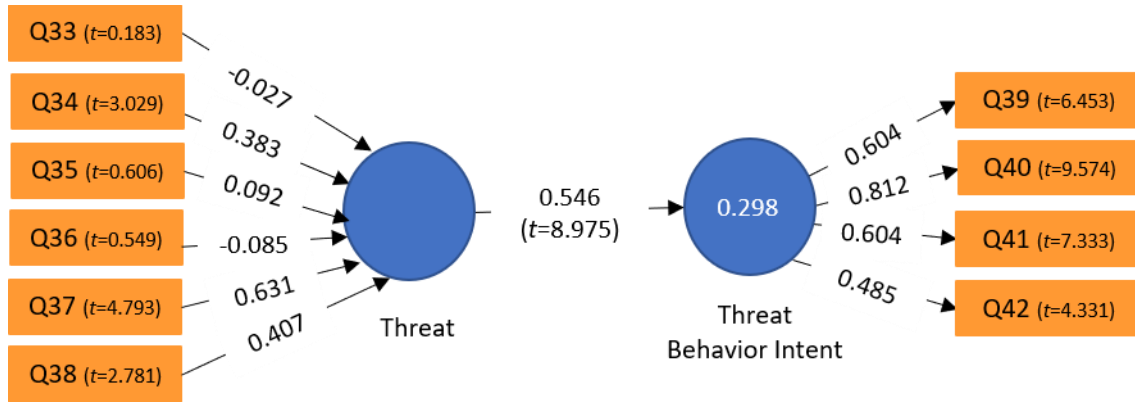 Q33 (t=0.183)
Q34 (t=3.029)
Q35 (t=0.606)
Q36 (t=0.549)
Q37 (t=4.793)
Q38 (t=2.781)
-0.027
0.383
0.092
-0.085
0.631
0.407
Threat
0.546
(t=8.975)
0.298
Threat
Behavior Intent
0.604
0.812
0.604
0.485
Q39 (t=6.453)
Q40 (t=9.574)
Q41 (t=7.333)
Q42 (t=4.331)